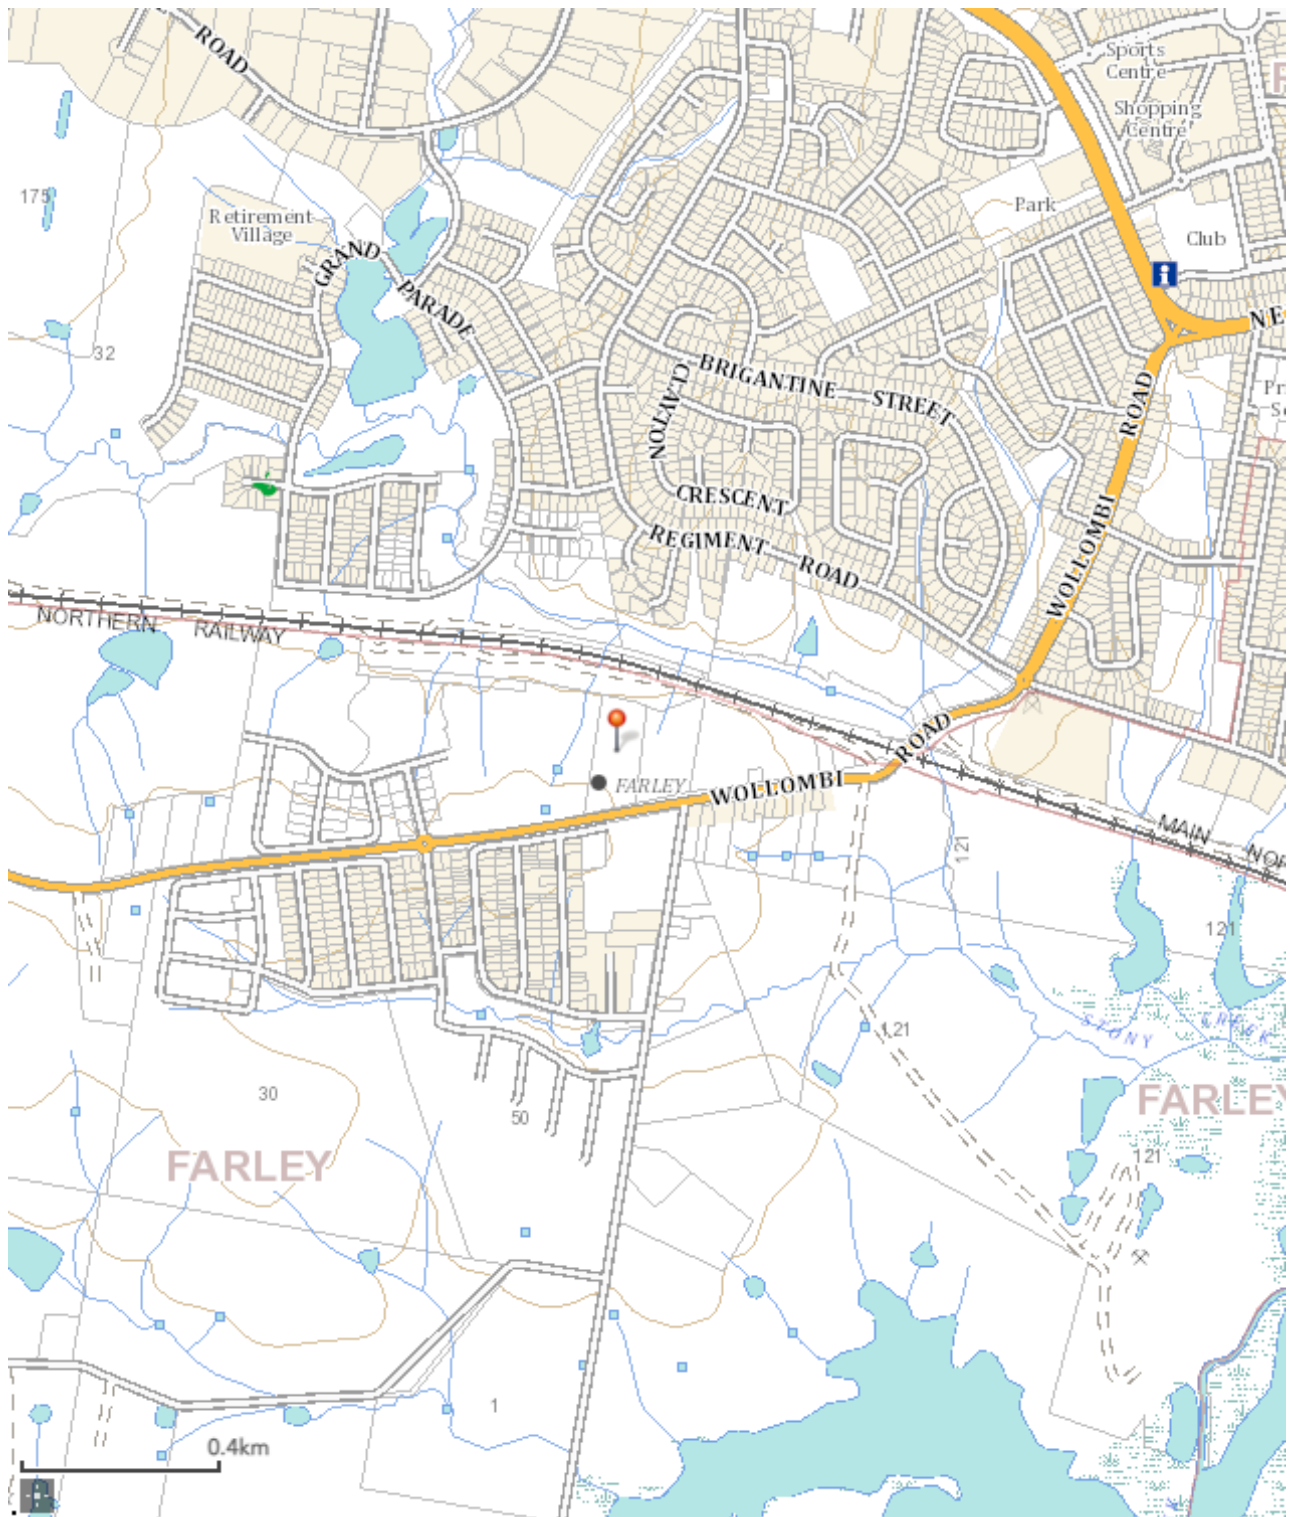 ROAD
Sports
Centre
Shopping
Centre
175
Retirement
Village
Park
Club
GRAND
PARADE
NE
32
BRIGANTINE
STREET
CLAYTON
ROAD
Pr
CRESCENT
WOLLOMBI
REGIMENT
ROAD
NORTHERN
RAILWAY
ROAD
FARLEY
WOLLOMBI
MAIN
NOR
121
121
121
SZONY
CREEK
30
50
FARLEY
FARLEY
121
1
0.4km